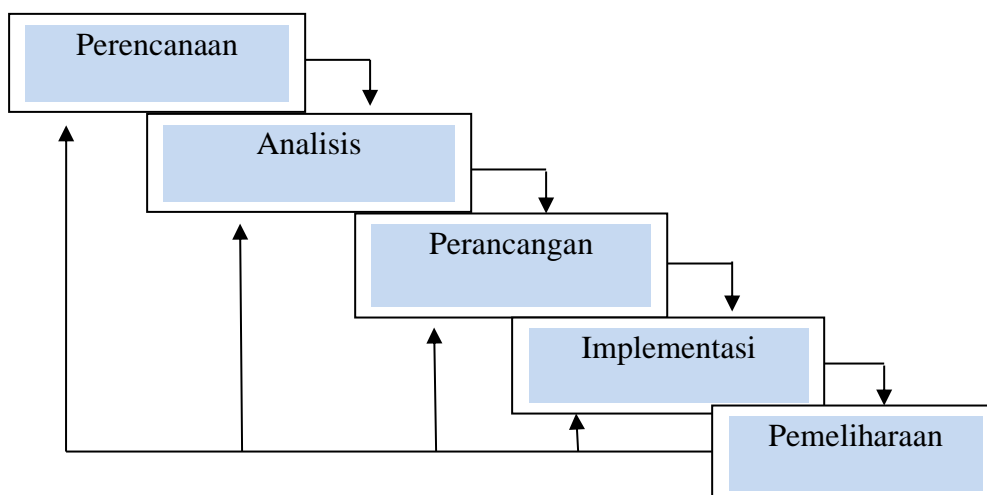 Perencanaan
Analisis
Perancangan
Implementasi
Pemeliharaan